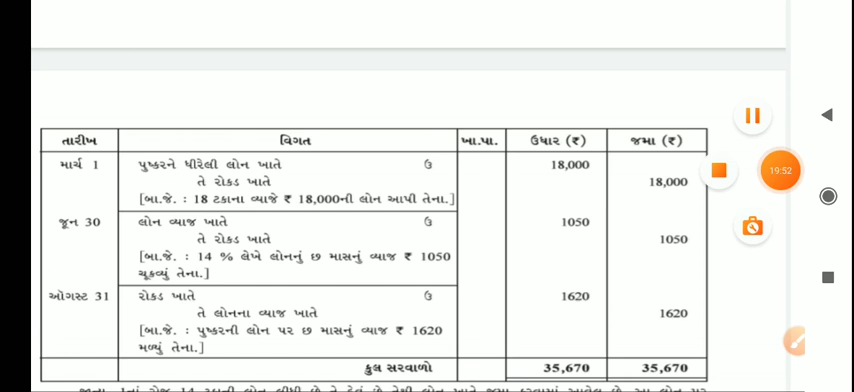 તારીખ વિગત ખા.પા. ઉધાર (₹) જમા (₹)
માર્ચ 1 પુષ્કરને ધીરેલી લોન ખાતે ઉ 18,000
તે રોકડ ખાતે 18,000
[બા.જે. : 18 ટકાના વ્યાજે ₹ 18,000ની લોન આપી તેના.]
જૂન 30 લોન વ્યાજ ખાતે ઉ 1050
તે રોકડ ખાતે 1050
[બા.જે. : 14 % લેખે લોનનું છ માસનું વ્યાજ ₹ 1050
ચૂકવ્યું તેના.]
ઑગસ્ટ 31 રોકડ ખાતે ઉ 1620
તે લોનના વ્યાજ ખાતે 1620
[બા.જે. : પુષ્કરની લોન પર છ માસનું વ્યાજ ₹ 1620
મળ્યું તેના.]
કુલ સરવાળો 35,670 35,670
19:52